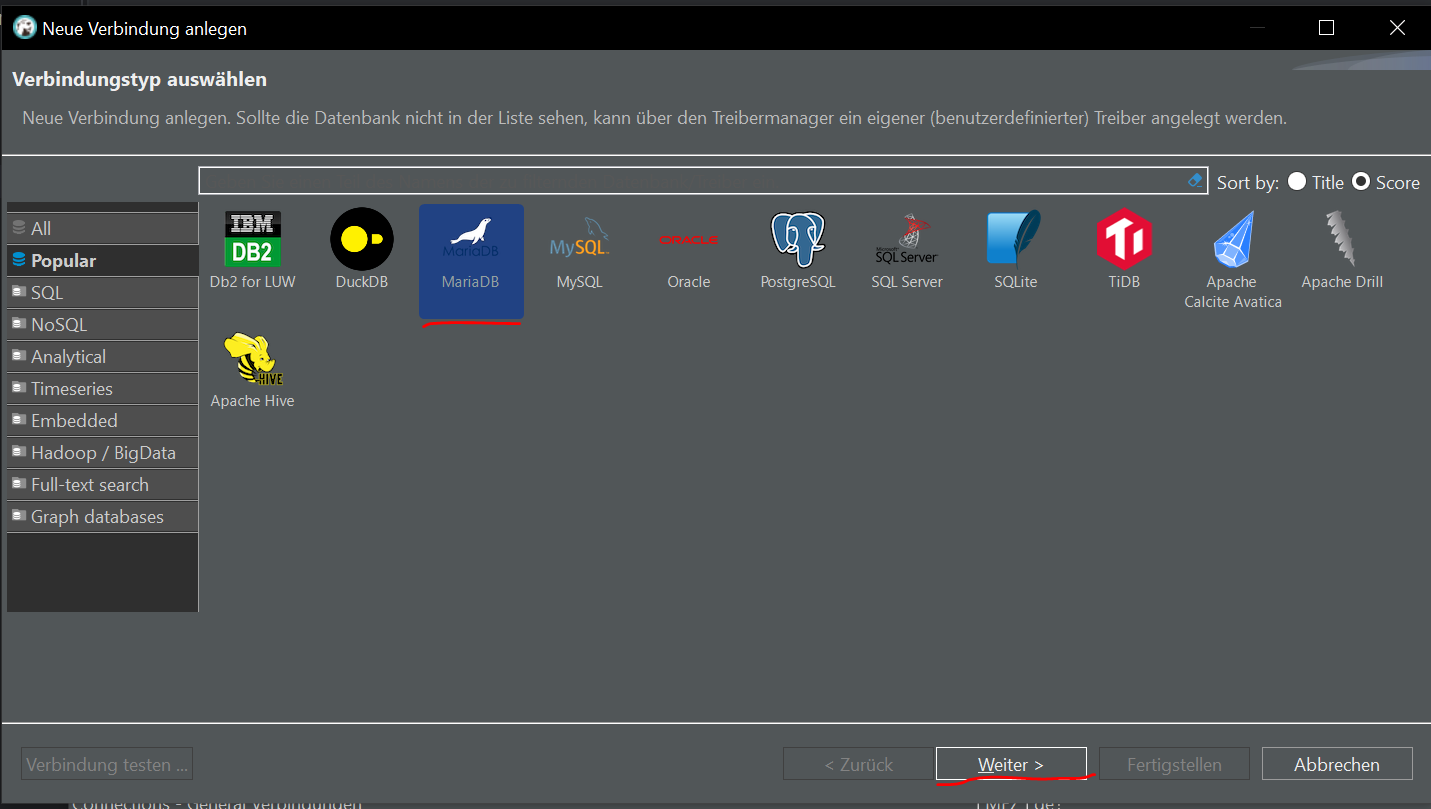 Neue Verbindung anlegen
Verbindungstyp auswählen
Neue Verbindung anlegen. Sollte die Datenbank nicht in der Liste sehen, kann über den Treibermanager ein eigener (benutzerdefinierter) Treiber angelegt werden.
Sort by: Title Score
All
Popular
SQL
NoSQL
Analytical
Timeseries
Embedded
Hadoop / BigData
Full-text search
Graph databases
IBM
DB2
Db2 for LUW
DuckDB
MariaDB
MariaDB
MySQL
MySQL
ORACLE
Oracle
PostgreSQL
Microsoft
SQL Server
SQL Server
SQLite
TiDB
Apache
Calcite Avatica
Apache Drill
HIVE
Apache Hive
Verbindung testen ...
< Zurück
Weiter >
Fertigstellen
Abbrechen
Connections - General Verbindungen